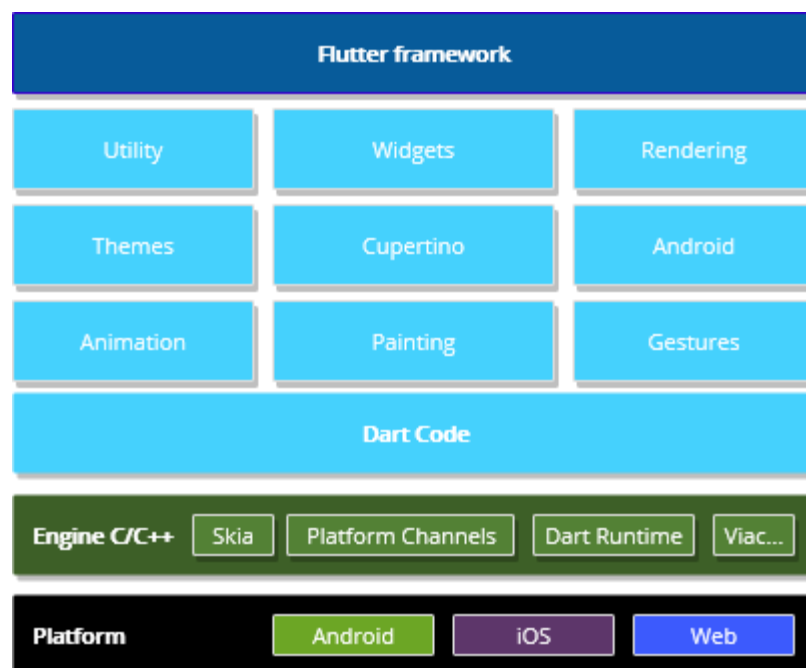 Flutter framework
Utility Widgets Rendering
Themes Cupertino Android
Animation Painting Gestures
Dart Code
Engine C/C++ Skia Platform Channels Dart Runtime Viac...
Platform Android iOS Web